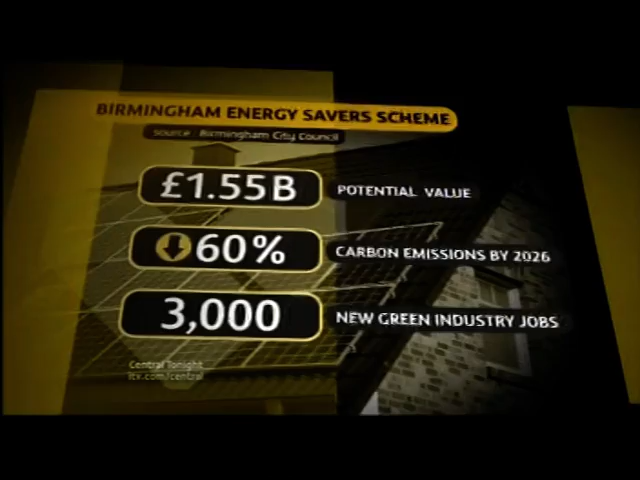 BIRMINGHAM ENERGY SAVERS SCHEME
source : Birmingham City Council
£1.55B POTENTIAL VALUE
60% CARBON EMISSIONS BY 2026
3,000 NEW GREEN INDUSTRY JOBS
Central Tonight
itv.com/central